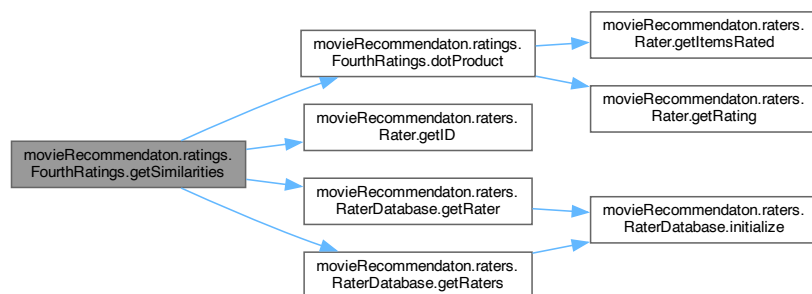 movieRecommendaton.ratings.
FourthRatings.getSimilarities
movieRecommendaton.ratings.
FourthRatings.dotProduct
movieRecommendaton.raters.
Rater.getID
movieRecommendaton.raters.
RaterDatabase.getRater
movieRecommendaton.raters.
RaterDatabase.getRaters
movieRecommendaton.raters.
Rater.getItemsRated
movieRecommendaton.raters.
Rater.getRating
movieRecommendaton.raters.
RaterDatabase.initialize